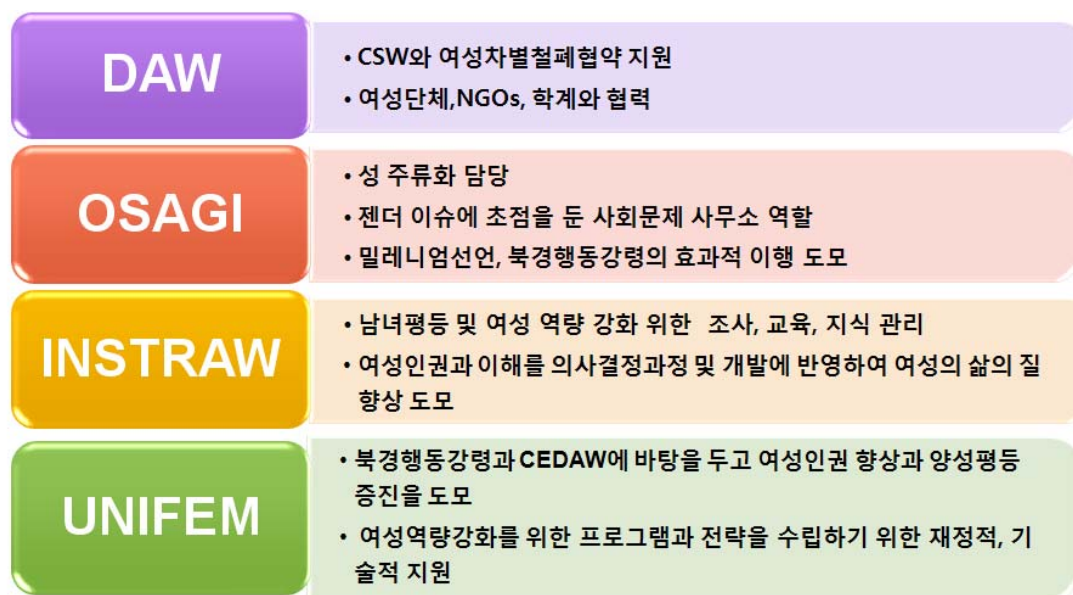 DAW
• CSW와 여성차별철폐협약 지원
• 여성단체,NGOs, 학계와 협력
OSAGI
• 성 주류화 담당
• 젠더 이슈에 초점을 둔 사회문제 사무소 역할
• 밀레니엄선언, 북경행동강령의 효과적 이행 도모
INSTRAW
• 남녀평등 및 여성 역량 강화 위한 조사, 교육, 지식 관리
• 여성인권과 이해를 의사결정과정 및 개발에 반영하여 여성의 삶의 질
향상 도모
UNIFEM
• 북경행동강령과 CEDAW에 바탕을 두고 여성인권 향상과 양성평등
증진을 도모
• 여성역량강화를 위한 프로그램과 전략을 수립하기 위한 재정적, 기
술적 지원